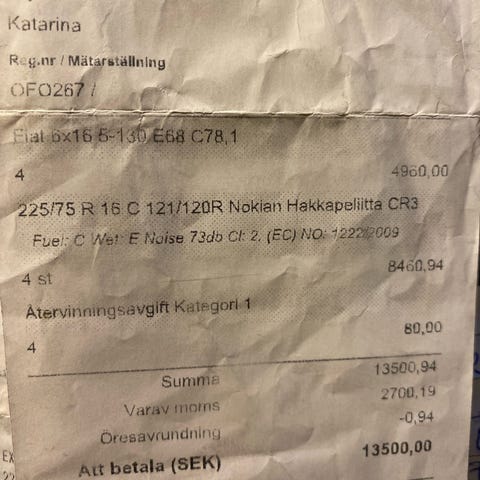 Katarina
Reg.nr / Mätarställning
OFO267 /
Fiat 6x16 5-130 E68 C78,1
4 4960,00
225/75 R 16 C 121/120R Nokian Hakkapeliitta CR3
Fuel: C Wet: E Noise 73db Cl: 2, (EC) NO: 1222/2009
4 st 8460,94
Återvinningsavgift Kategori 1
4 80,00
Summa 13500,94
Varav moms 2700,19
Öresavrundning -0,94
Att betala (SEK) 13500,00
EX
22